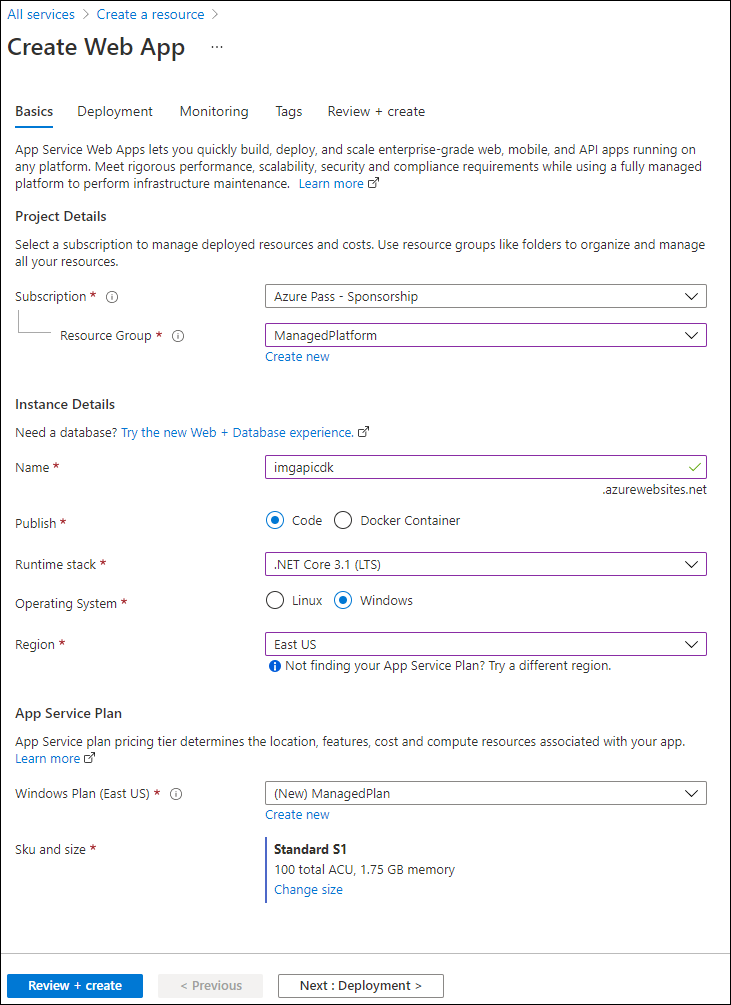 All services > Create a resource >
Create Web App ...
Basics Deployment Monitoring Tags Review + create
App Service Web Apps lets you quickly build, deploy, and scale enterprise-grade web, mobile, and API apps running on
any platform. Meet rigorous performance, scalability, security and compliance requirements while using a fully managed
platform to perform infrastructure maintenance. Learn more
Project Details
Select a subscription to manage deployed resources and costs. Use resource groups like folders to organize and manage
all your resources.
Subscription * Azure Pass - Sponsorship
Resource Group * ManagedPlatform
Create new
Instance Details
Need a database? Try the new Web + Database experience.
Name * imgapicdk
.azurewebsites.net
Publish * Code Docker Container
Runtime stack * .NET Core 3.1 (LTS)
Operating System * Linux Windows
Region * East US
Not finding your App Service Plan? Try a different region.
App Service Plan
App Service plan pricing tier determines the location, features, cost and compute resources associated with your app.
Learn more
Windows Plan (East US) * (New) ManagedPlan
Create new
Sku and size * Standard S1
100 total ACU, 1.75 GB memory
Change size
Review + create < Previous Next : Deployment >